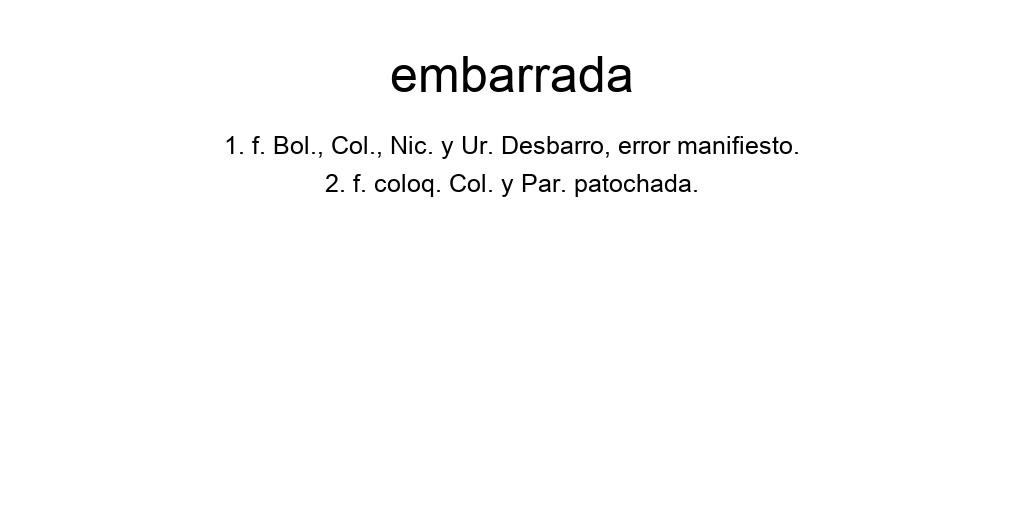 embarrada
1. f. Bol., Col., Nic. y Ur. Desbarro, error manifiesto.
2. f. coloq. Col. y Par. patochada.